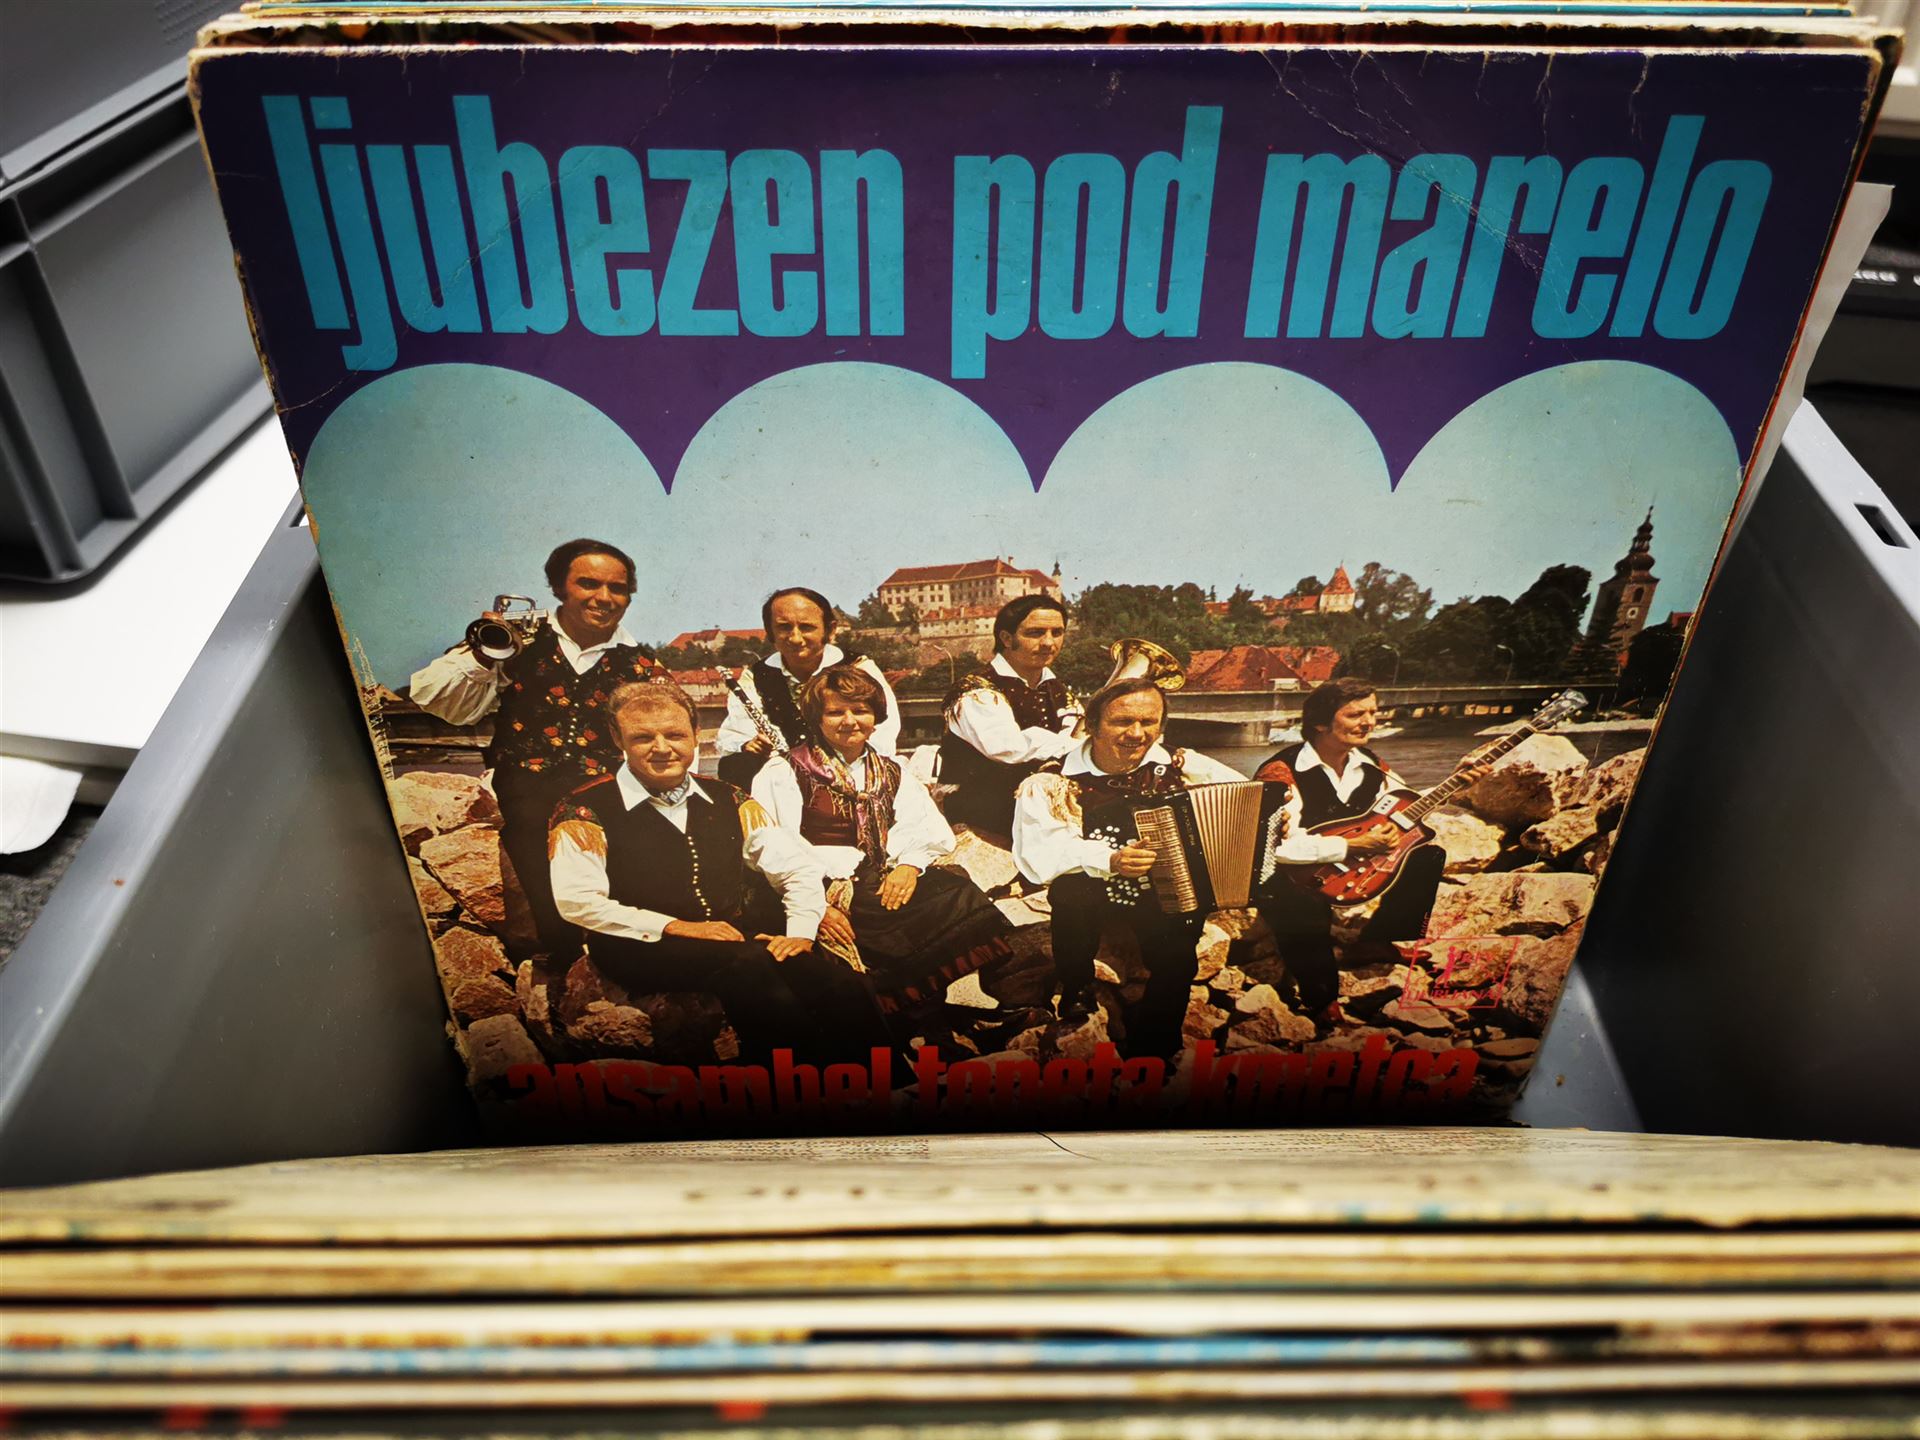 ljubezen pod marelo
ansambel toneta kmetca